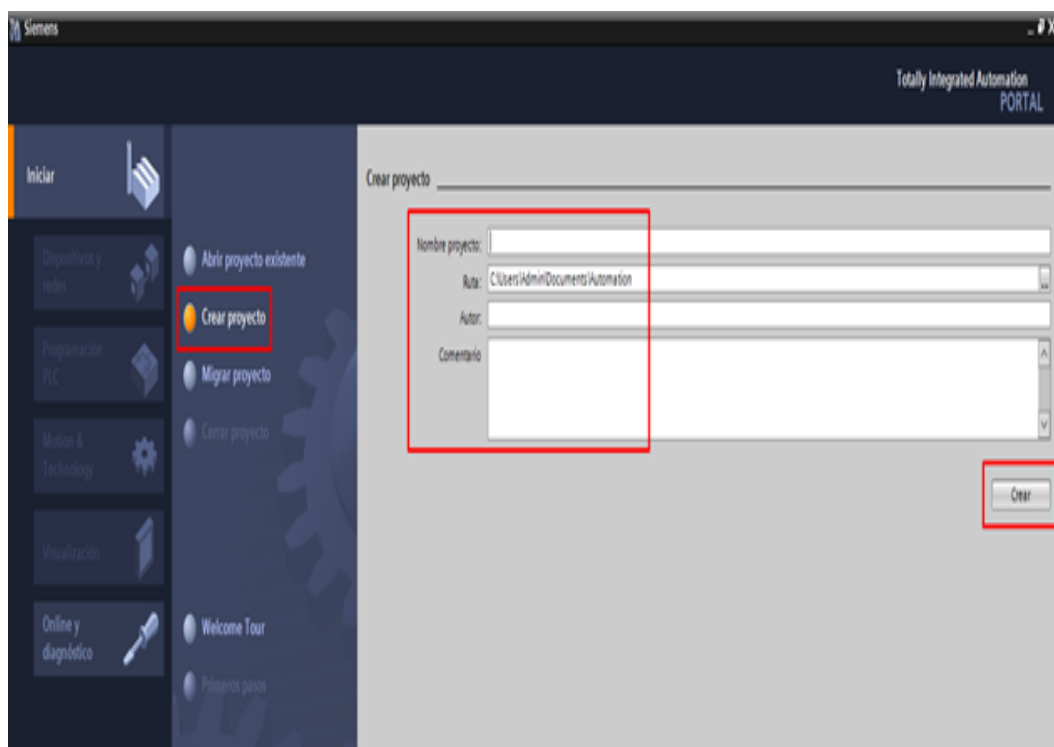 Siemens
Totally Integrated Automation
PORTAL
Iniciar
Dispositivos y
redes
Programación
PLC
Motion &
Technology
Visualización
Online y
diagnóstico
Abrir proyecto existente
Crear proyecto
Migrar proyecto
Cerrar proyecto
Welcome Tour
Primeros pasos
Crear proyecto
Nombre proyecto:
Ruta: C:\Users\Admin\Documents\Automation
...
Autor:
Comentario
Crear